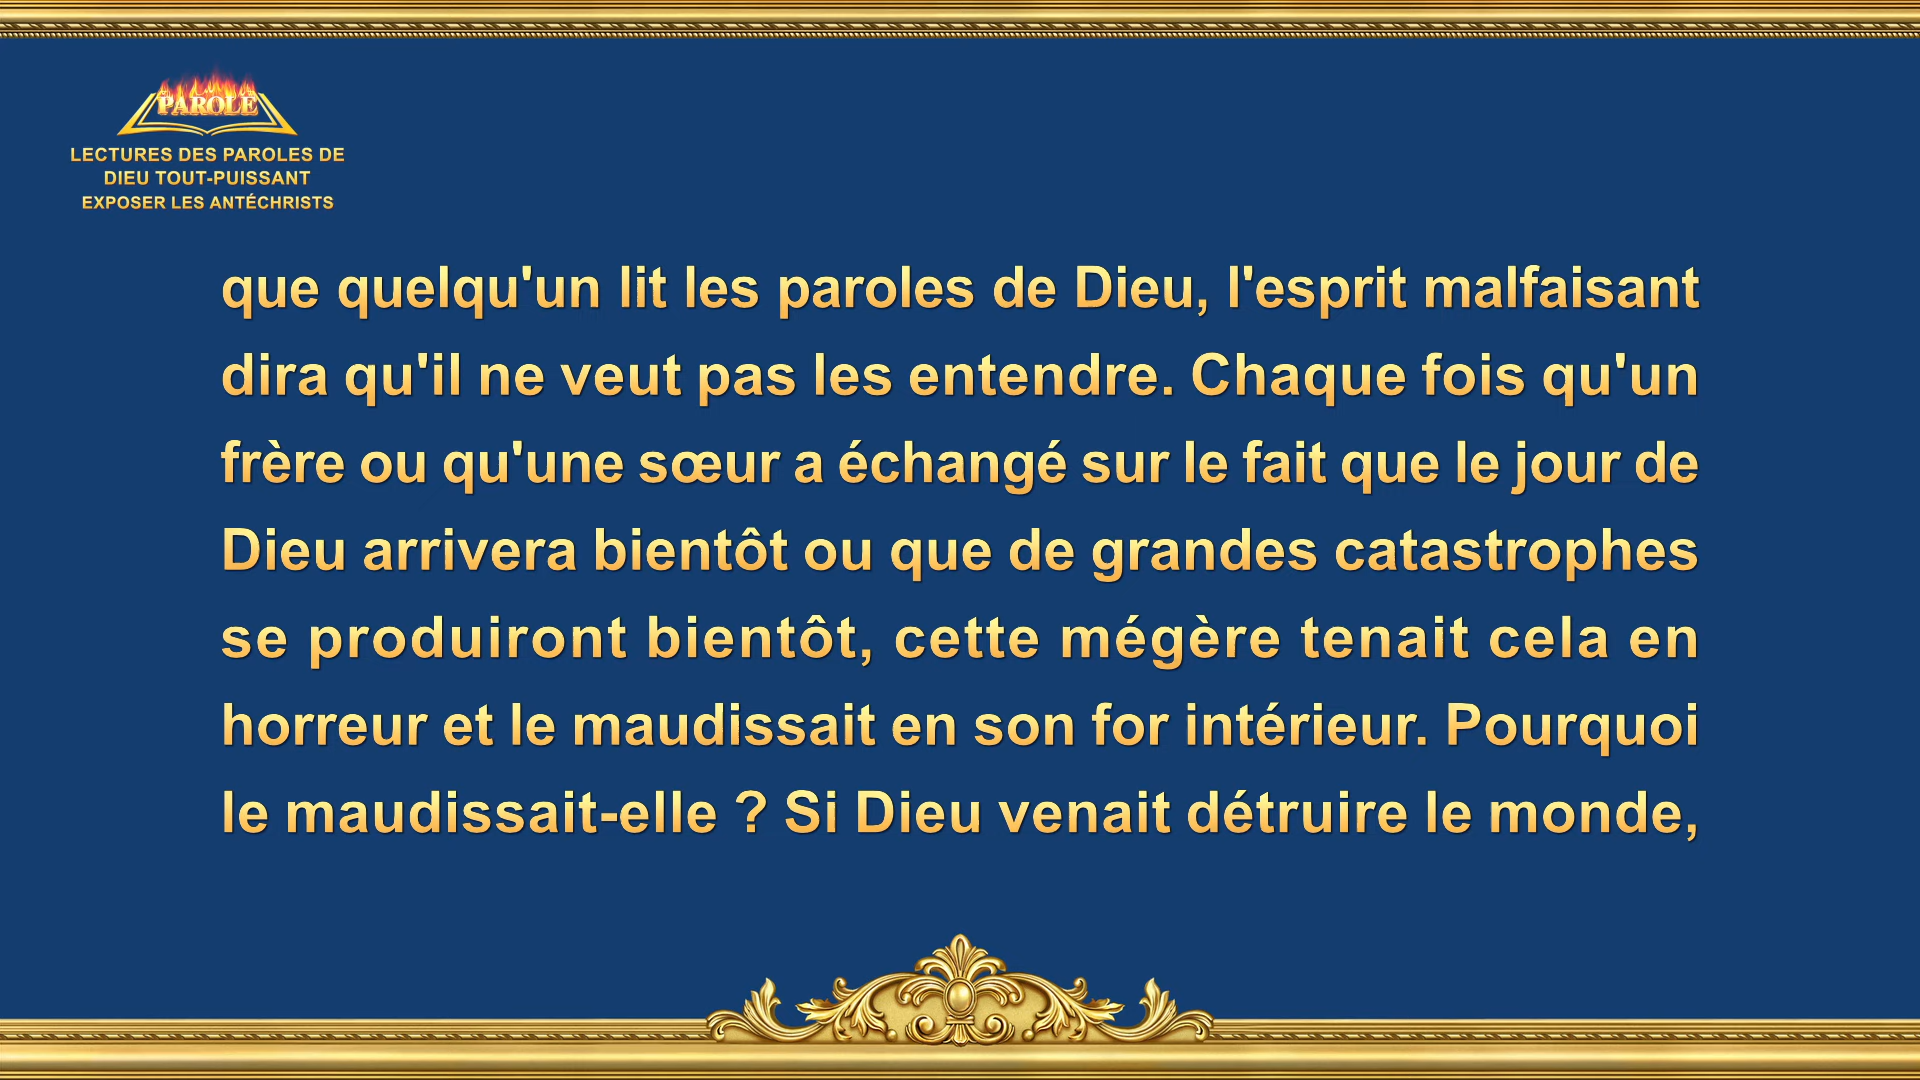 PAROLE
LECTURES DES PAROLES DE
DIEU TOUT-PUISSANT
EXPOSER LES ANTÉCHRISTS
que quelqu'un lit les paroles de Dieu, l'esprit malfaisant
dira qu'il ne veut pas les entendre. Chaque fois qu'un
frère ou qu'une sœur a échangé sur le fait que le jour de
Dieu arrivera bientôt ou que de grandes catastrophes
se produiront bientôt, cette mégère tenait cela en
horreur et le maudissait en son for intérieur. Pourquoi
le maudissait-elle ? Si Dieu venait détruire le monde,